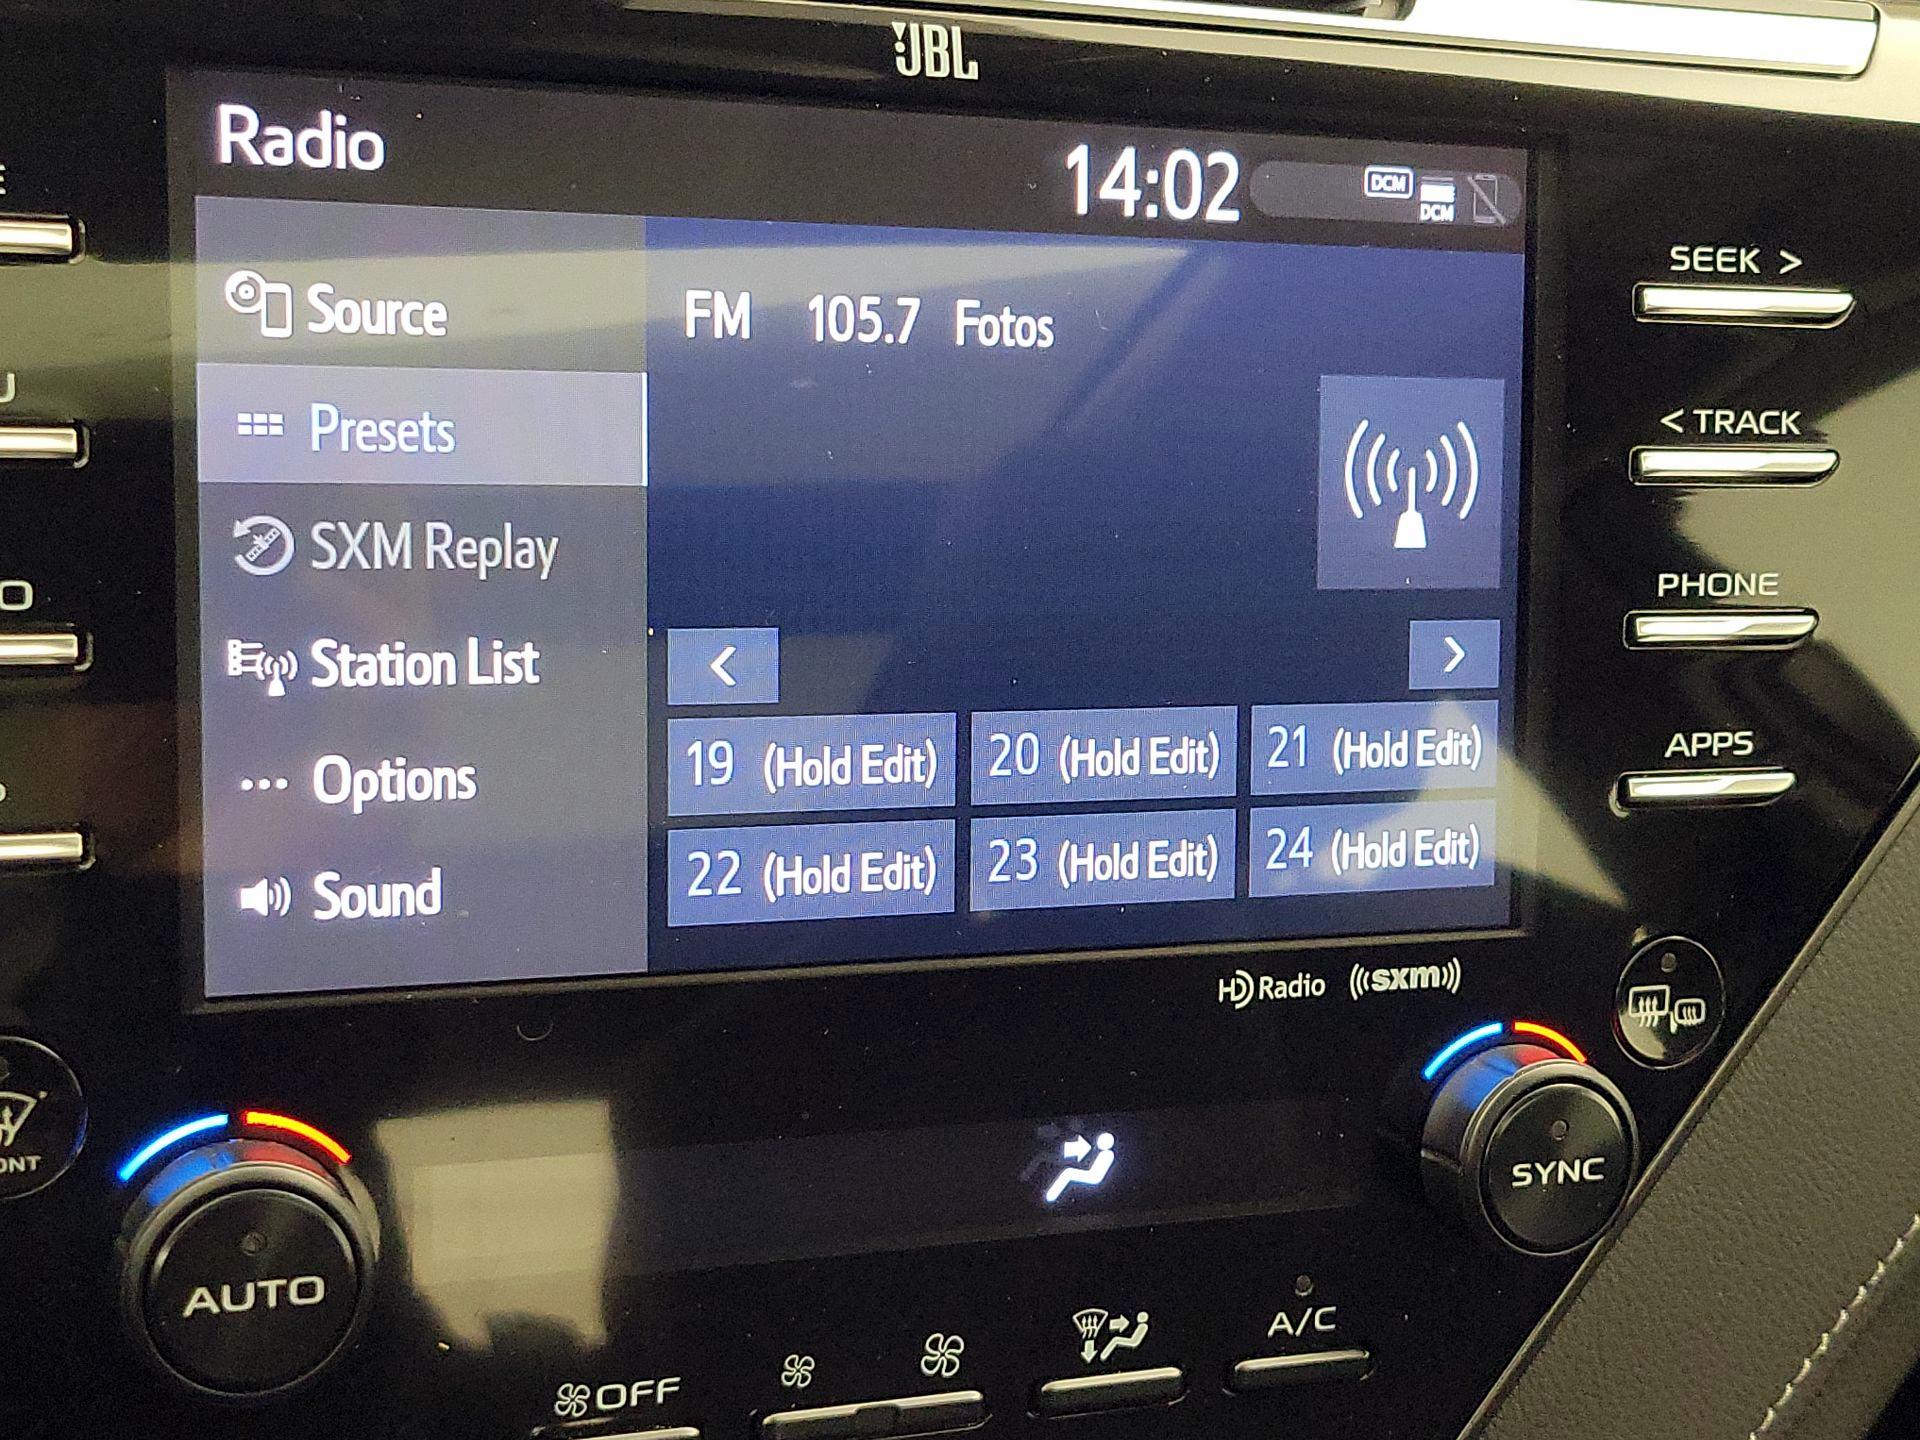 JBL
Radio
14:02
DCM
DCM
Source
FM 105.7 Fotos
Presets
SXM Replay
Station List
Options
Sound
<
>
19 (Hold Edit)
20 (Hold Edit)
21 (Hold Edit)
22 (Hold Edit)
23 (Hold Edit)
24 (Hold Edit)
SEEK >
< TRACK
PHONE
APPS
HD Radio
((sxm))
AUTO
SYNC
OFF
A/C